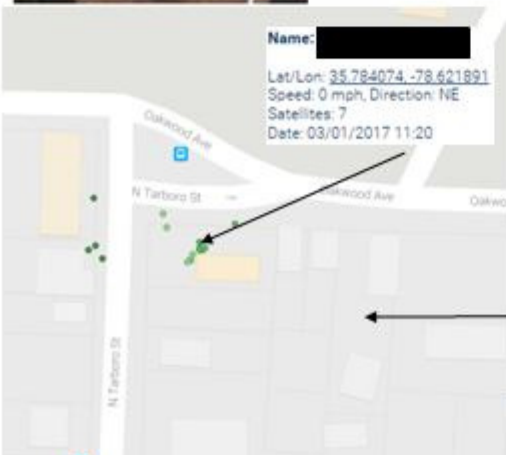 Name:
Lat/Lon: 35.784074, -78.621891
Speed: 0 mph, Direction: NE
Satellites: 7
Date: 03/01/2017 11:20
Oakwood Ave
N Tarboro St
Oakwood Ave
Oakwo
N Tarboro St